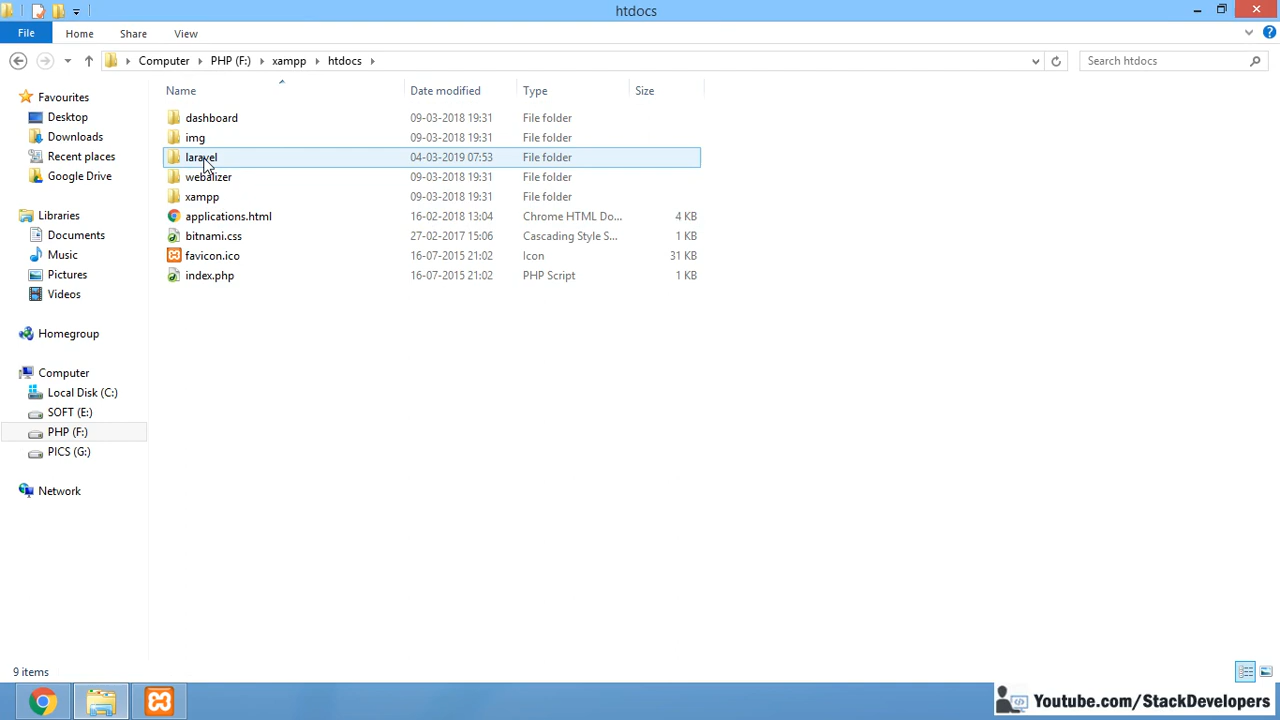 htdocs
File Home Share View
Computer PHP (F:) xampp htdocs Search htdocs
Favourites
Desktop
Downloads
Recent places
Google Drive
Libraries
Documents
Music
Pictures
Videos
Homegroup
Computer
Local Disk (C:)
SOFT (E:)
PHP (F:)
PICS (G:)
Network
Name Date modified Type Size
dashboard 09-03-2018 19:31 File folder
img 09-03-2018 19:31 File folder
laravel 04-03-2019 07:53 File folder
webalizer 09-03-2018 19:31 File folder
xampp 09-03-2018 19:31 File folder
applications.html 16-02-2018 13:04 Chrome HTML Do... 4 KB
bitnami.css 27-02-2017 15:06 Cascading Style S... 1 KB
favicon.ico 16-07-2015 21:02 Icon 31 KB
index.php 16-07-2015 21:02 PHP Script 1 KB
9 items
Youtube.com/StackDevelopers